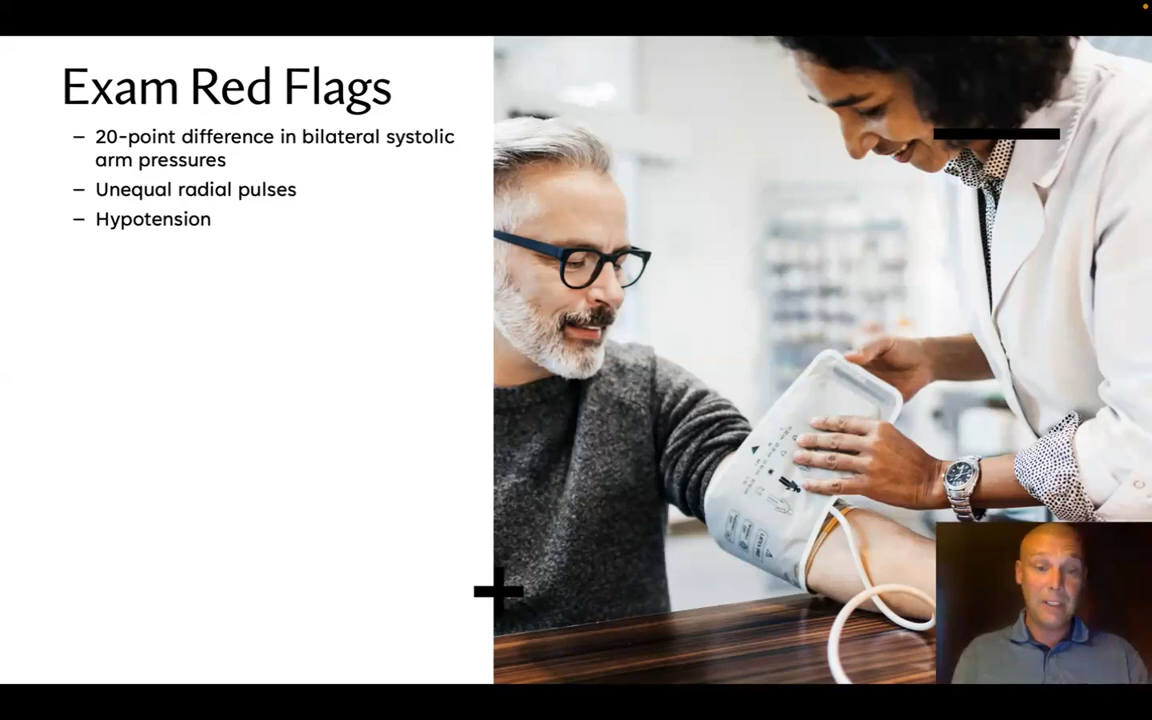 Exam Red Flags
– 20-point difference in bilateral systolic
arm pressures
– Unequal radial pulses
– Hypotension